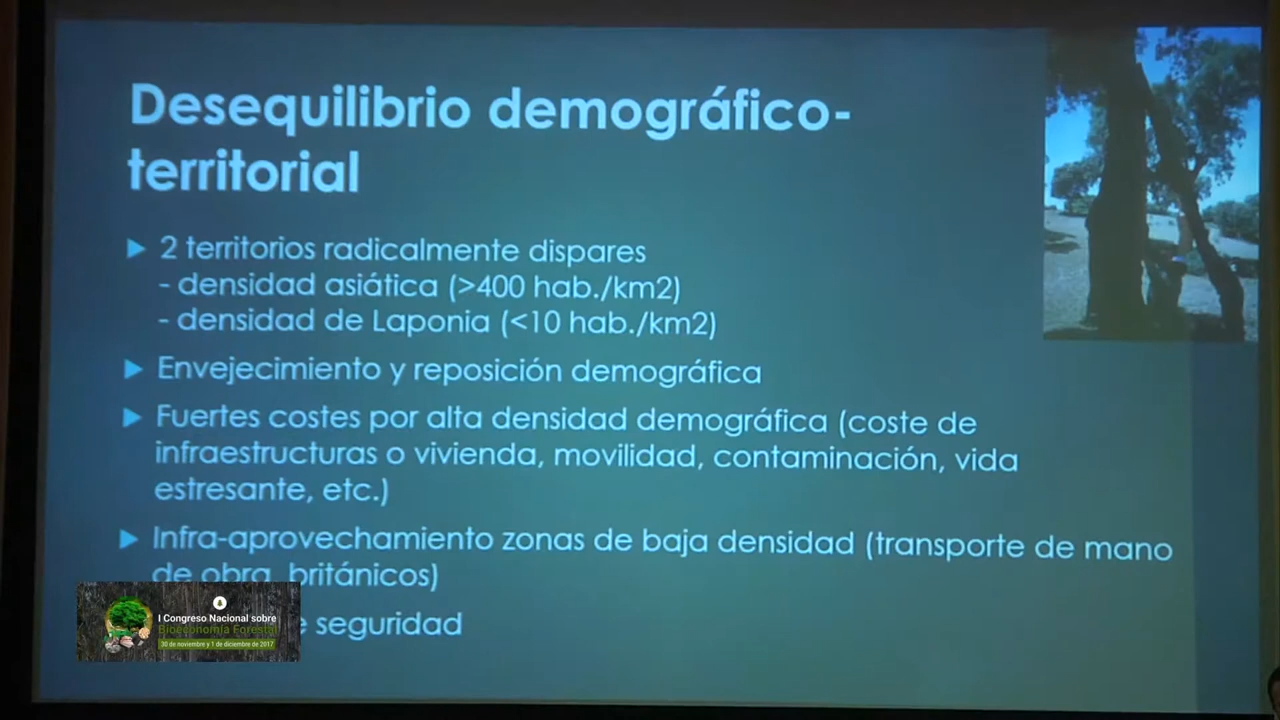 Desequilibrio demográfico-
territorial
2 territorios radicalmente dispares
- densidad asiática (>400 hab./km2)
- densidad de Laponia (<10 hab./km2)
Envejecimiento y reposición demográfica
Fuertes costes por alta densidad demográfica (coste de
infraestructuras o vivienda, movilidad, contaminación, vida
estresante, etc.)
Infra-aprovechamiento zonas de baja densidad (transporte de mano
de obra, británicos)
seguridad
I Congreso Nacional sobre
Bioeconomía Forestal
30 de noviembre y 1 de diciembre de 2017